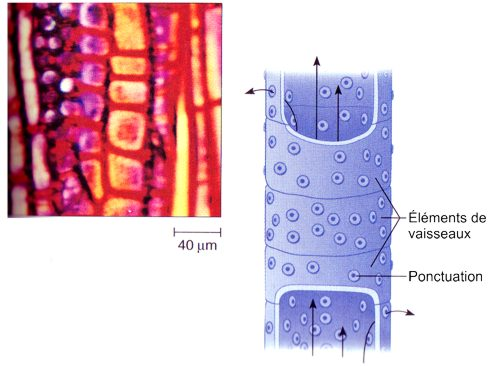 40 μm
Éléments de
vaisseaux
Ponctuation